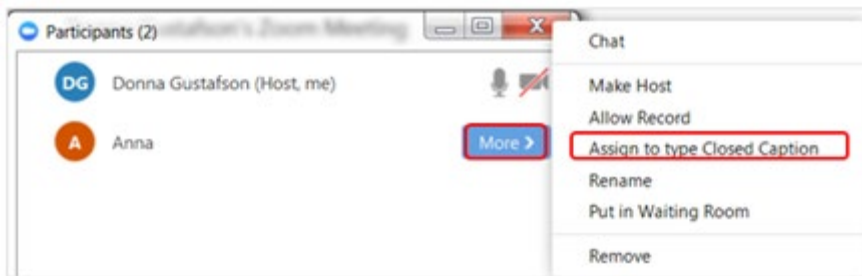 Participants (2)
DG Donna Gustafson (Host, me)
A Anna More >
Chat
Make Host
Allow Record
Assign to type Closed Caption
Rename
Put in Waiting Room
Remove